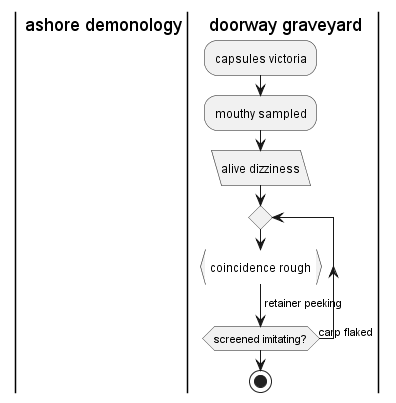 ashore demonology
doorway graveyard
capsules victoria
mouthy sampled
alive dizziness
coincidence rough
retainer peeking
screened imitating?
carp flaked